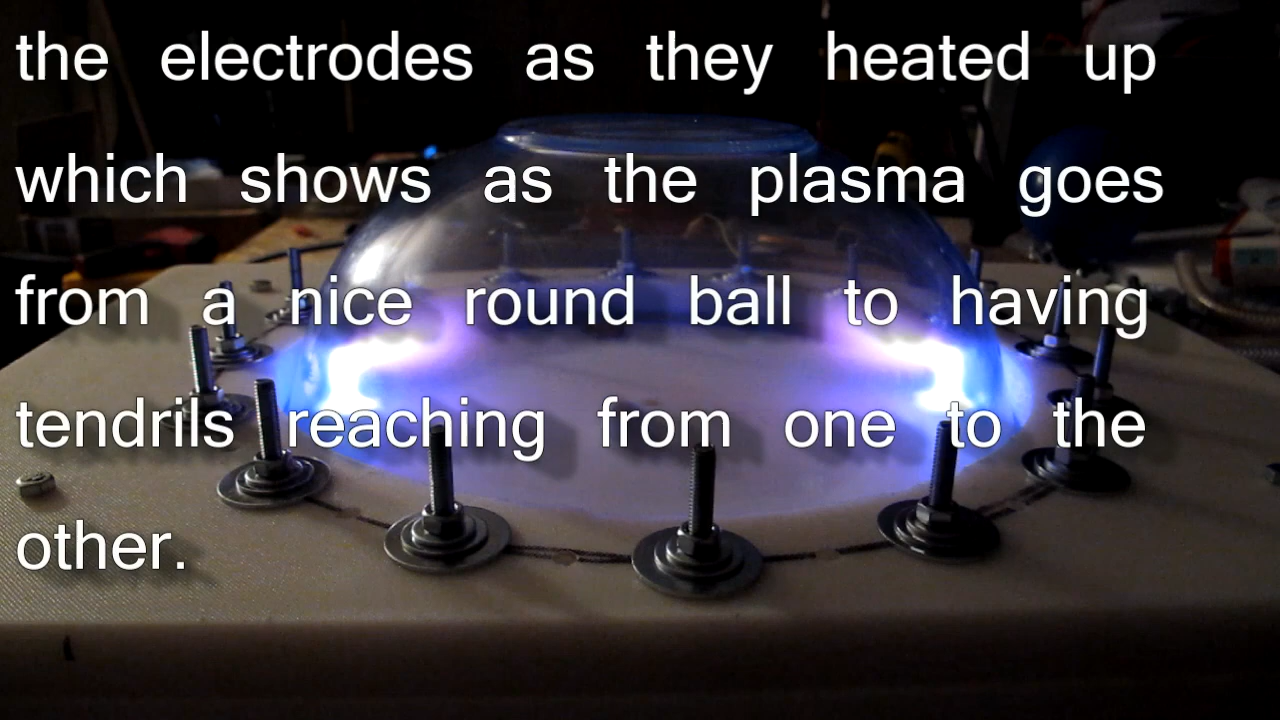 the electrodes as they heated up
which shows as the plasma goes
from a nice round ball to having
tendrils reaching from one to the
other.